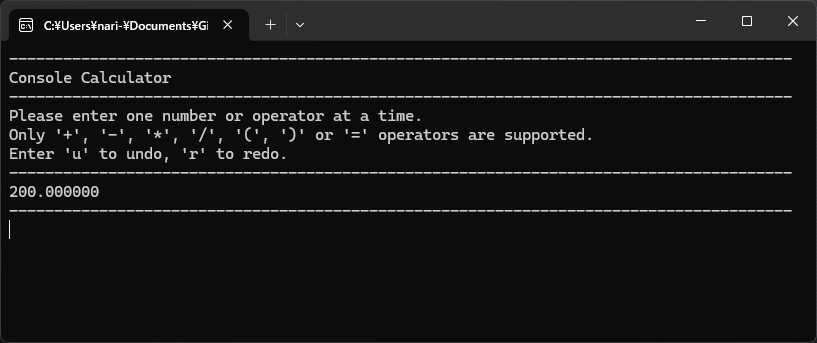 C:¥Users¥nari-¥Documents¥Gi
--------------------------------------------------------------------------------------
Console Calculator
--------------------------------------------------------------------------------------
Please enter one number or operator at a time.
Only '+', '-', '*', '/', '(', ')' or '=' operators are supported.
Enter 'u' to undo, 'r' to redo.
--------------------------------------------------------------------------------------
200.000000
--------------------------------------------------------------------------------------